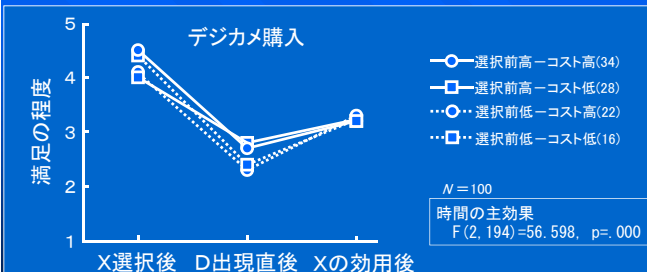 デジカメ購入
満足の程度
5
4
3
2
1
X選択後 D出現直後 Xの効用後
選択前高－コスト高(34)
選択前高－コスト低(28)
選択前低－コスト高(22)
選択前低－コスト低(16)
N＝100
時間の主効果
F(2,194)=56.598, p=.000